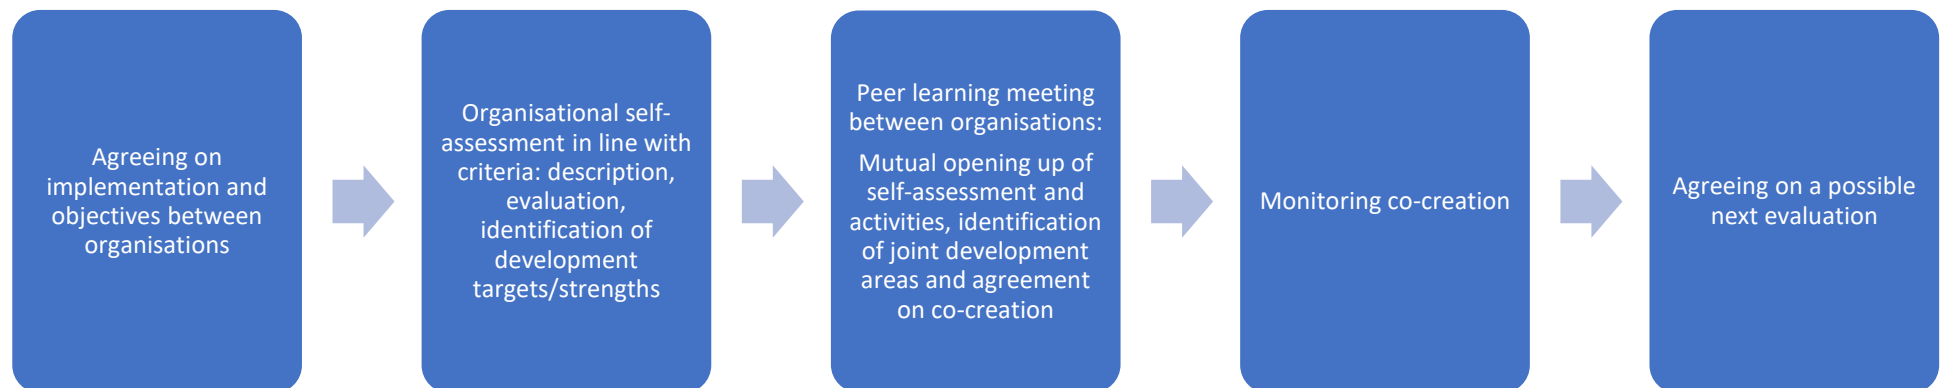 Agreeing on
implementation and
objectives between
organisations
Organisational self-
assessment in line with
criteria: description,
evaluation,
identification of
development
targets/strengths
Peer learning meeting
between organisations:
Mutual opening up of
self-assessment and
activities, identification
of joint development
areas and agreement
on co-creation
Monitoring co-creation
Agreeing on a possible
next evaluation